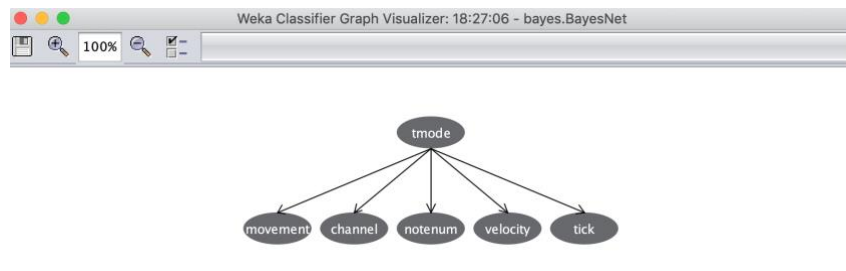 Weka Classifier Graph Visualizer: 18:27:06 - bayes.BayesNet
100%
tmode
movement channel notenum velocity tick